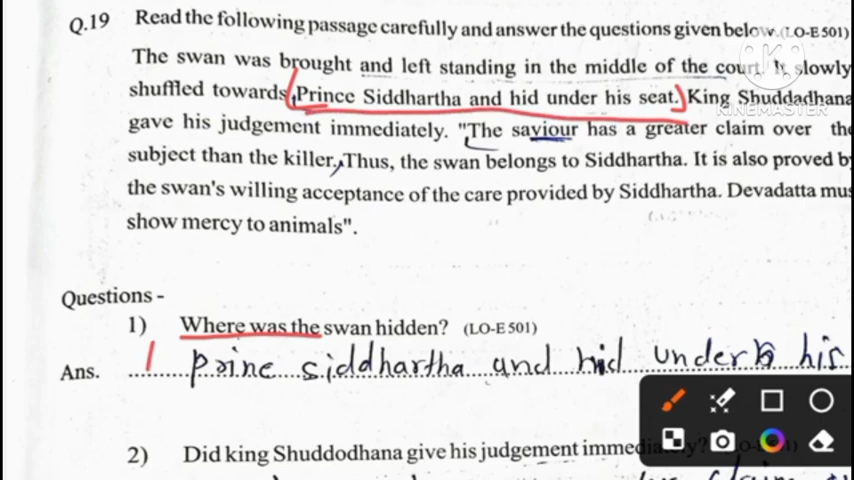 Q.19 Read the following passage carefully and answer the questions given below. (LO-E501)
The swan was brought and left standing in the middle of the court. It slowly
shuffled towards Prince Siddhartha and hid under his seat. King Shuddadhana
gave his judgement immediately. "The saviour has a greater claim over the
subject than the killer, Thus, the swan belongs to Siddhartha. It is also proved by
the swan's willing acceptance of the care provided by Siddhartha. Devadatta mus
show mercy to animals".
KINEMASTER
Questions -
1) Where was the swan hidden? (LO-E501)
Ans. prine siddhartha and hid under his
2) Did king Shuddodhana give his judgement immediately?
claim